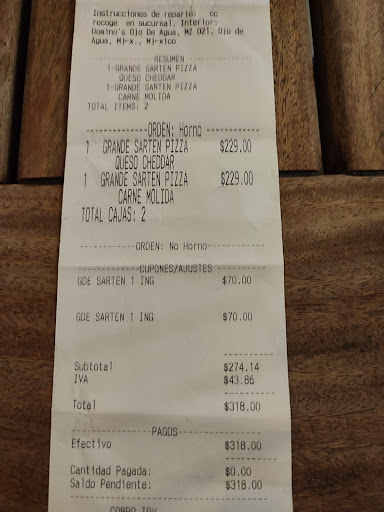 Instrucciones de reparto:  cc
recoge  en sucursal. Interior:
Domino's Ojo De Agua, MZ 021, Ojo de
Agua, M├-x., M├-xico
RESUMEN
1-GRANDE SARTEN PIZZA
QUESO CHEDDAR
1-GRANDE SARTEN PIZZA
CARNE MOLIDA
TOTAL ITEMS: 2
ORDEN: Horno
1 GRANDE SARTEN PIZZA $229.00
QUESO CHEDDAR
1 GRANDE SARTEN PIZZA $229.00
CARNE MOLIDA
TOTAL CAJAS: 2
ORDEN: No Horno
CUPONES/AJUSTES
GDE SARTEN 1 ING $70.00
GDE SARTEN 1 ING $70.00
Subtotal $274.14
IVA $43.86
Total $318.00
PAGOS
Efectivo $318.00
Cantidad Pagada: $0.00
Saldo Pendiente: $318.00